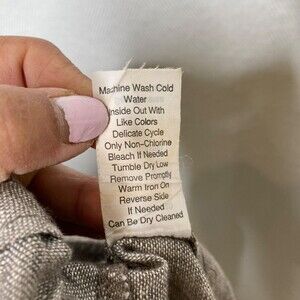 Machine Wash Cold
Water
Inside Out With
Like Colors
Delicate Cycle
Only Non-Chlorine
Bleach If Needed
Tumble Dry Low
Remove Promptly
Warm Iron On
Reverse Side
If Needed
Can Be Dry Cleaned